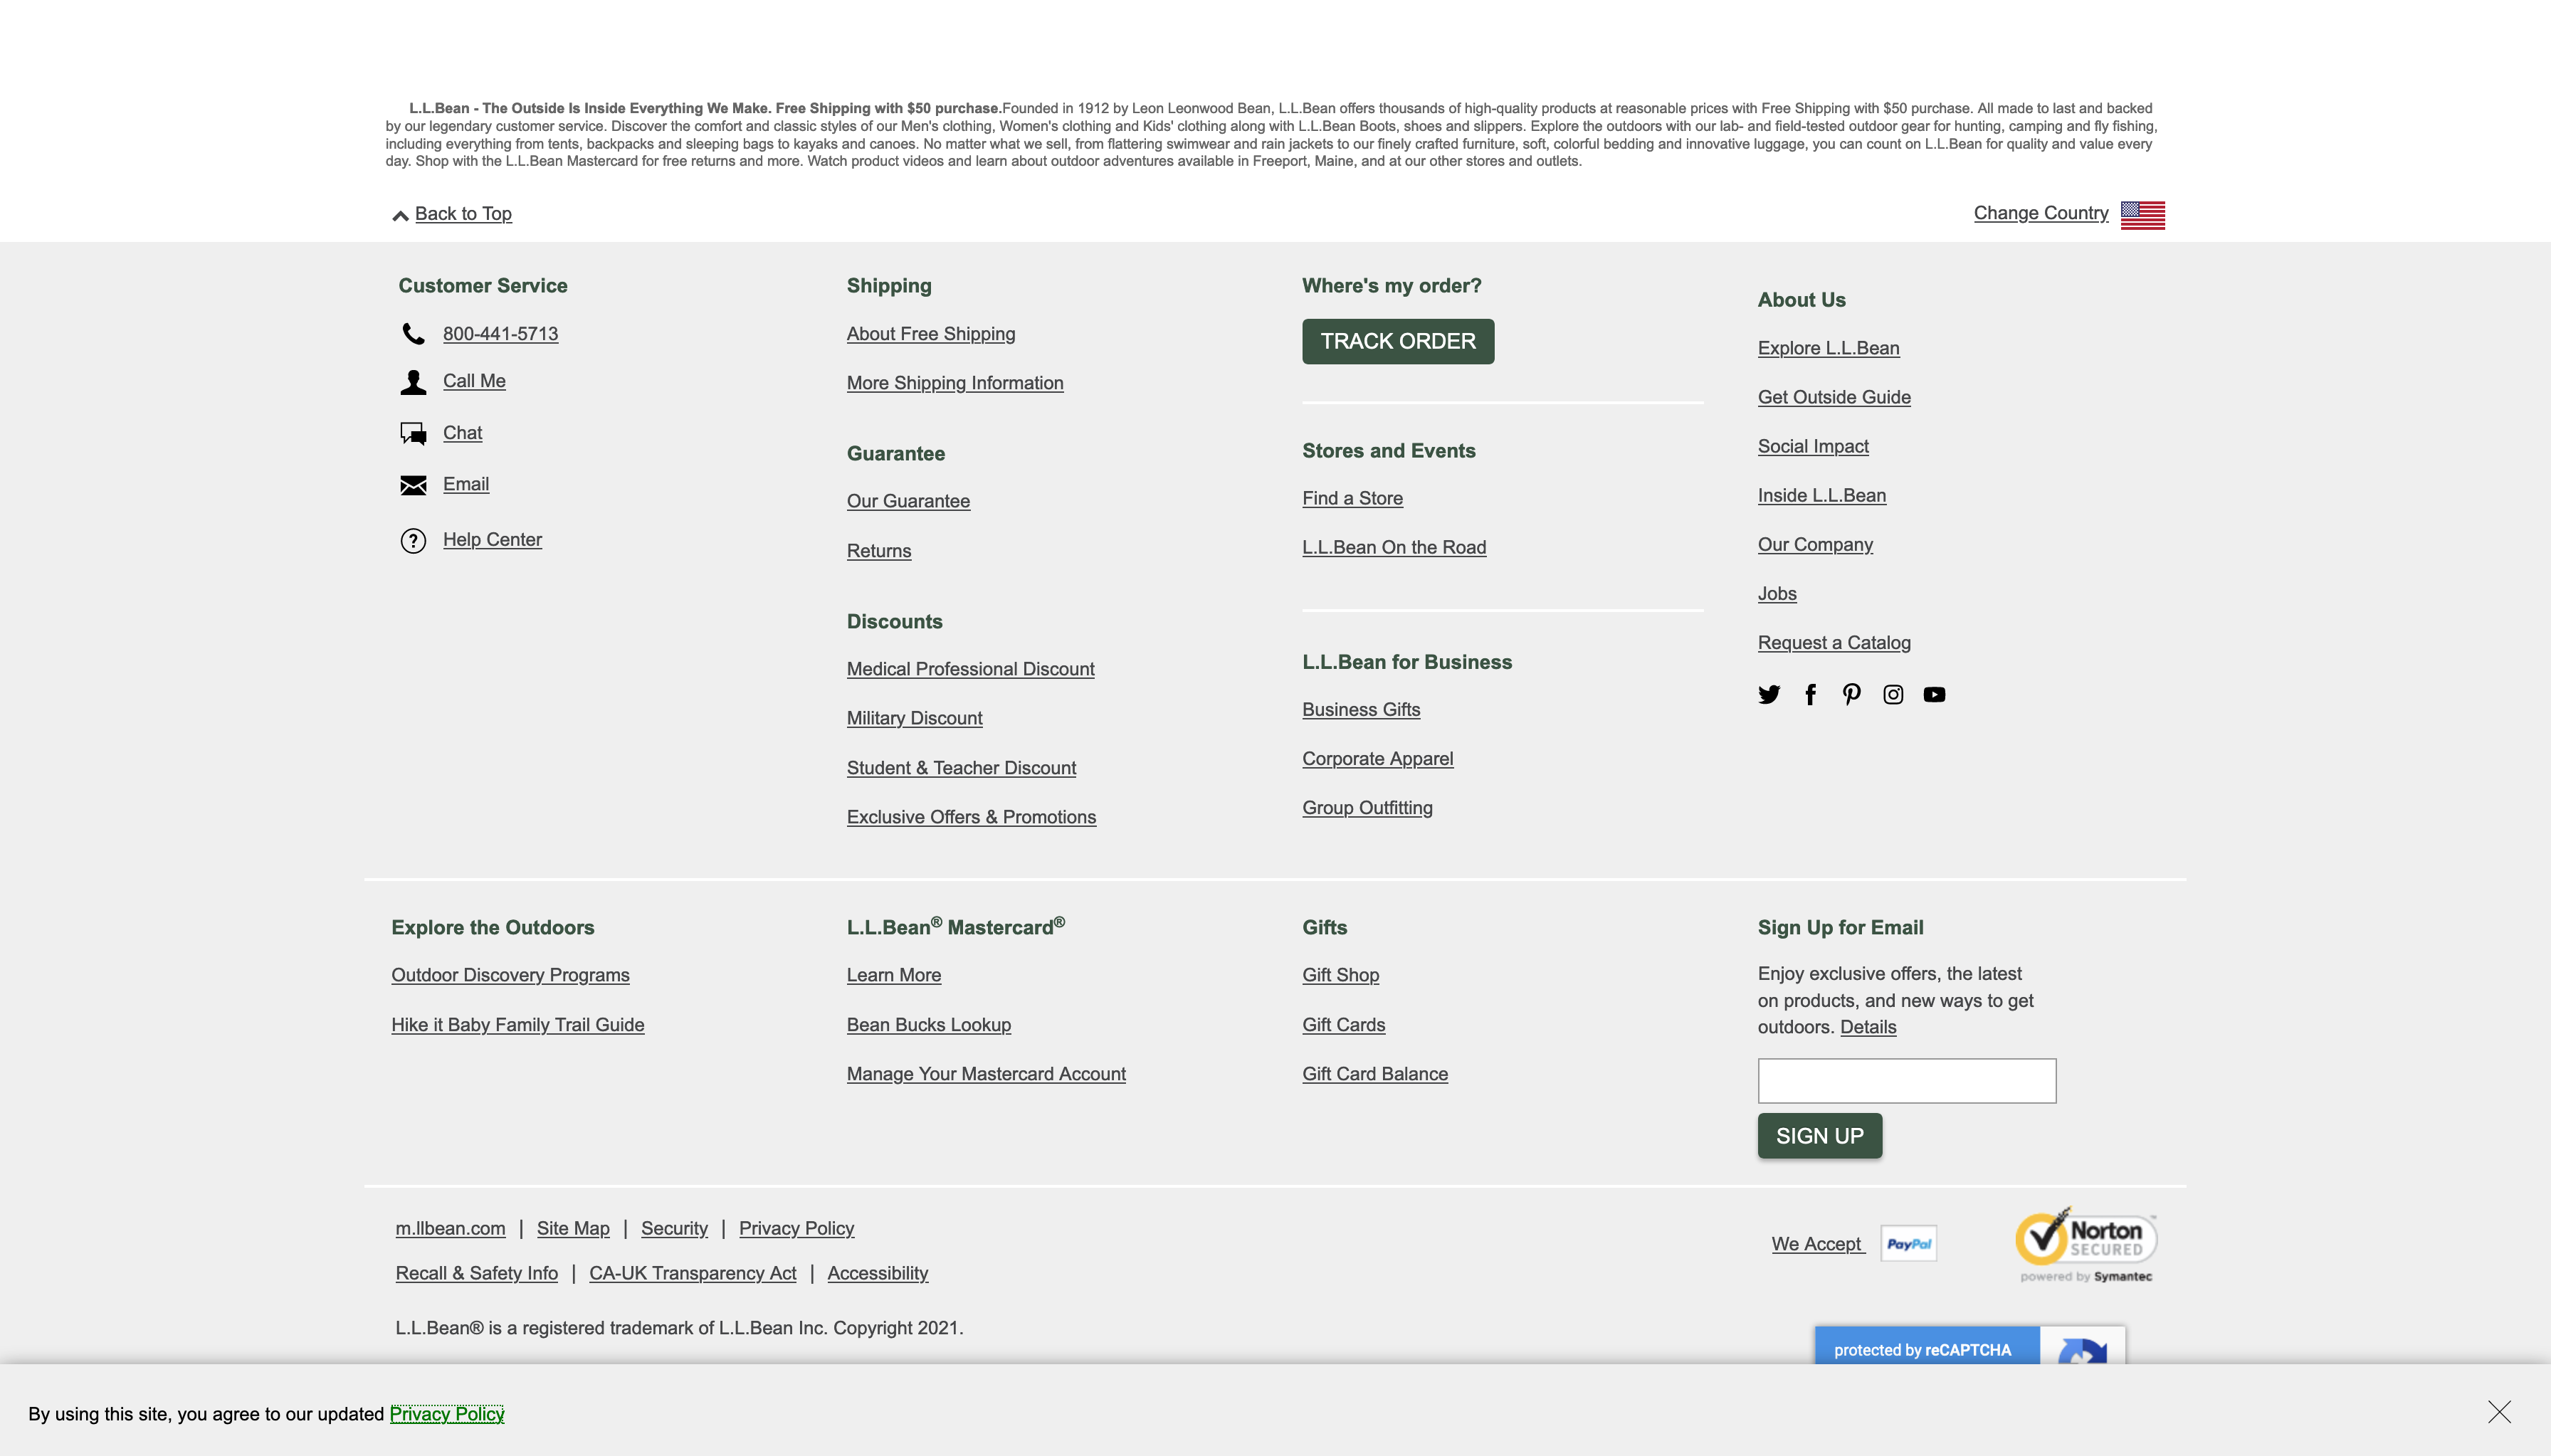 L.L.Bean - The Outside Is Inside Everything We Make. Free Shipping with $50 purchase.Founded in 1912 by Leon Leonwood Bean, L.L.Bean offers thousands of high-quality products at reasonable prices with Free Shipping with $50 purchase. All made to last and backed
by our legendary customer service. Discover the comfort and classic styles of our Men's clothing, Women's clothing and Kids' clothing along with L.L.Bean Boots, shoes and slippers. Explore the outdoors with our lab- and field-tested outdoor gear for hunting, camping and fly fishing,
including everything from tents, backpacks and sleeping bags to kayaks and canoes. No matter what we sell, from flattering swimwear and rain jackets to our finely crafted furniture, soft, colorful bedding and innovative luggage, you can count on L.L.Bean for quality and value every
day. Shop with the L.L.Bean Mastercard for free returns and more. Watch product videos and learn about outdoor adventures available in Freeport, Maine, and at our other stores and outlets.
Back to Top
Change Country
Customer Service
800-441-5713
Call Me
Chat
Email
Help Center
Shipping
About Free Shipping
More Shipping Information
Guarantee
Our Guarantee
Returns
Discounts
Medical Professional Discount
Military Discount
Student & Teacher Discount
Exclusive Offers & Promotions
Where's my order?
TRACK ORDER
Stores and Events
Find a Store
L.L.Bean On the Road
L.L.Bean for Business
Business Gifts
Corporate Apparel
Group Outfitting
About Us
Explore L.L.Bean
Get Outside Guide
Social Impact
Inside L.L.Bean
Our Company
Jobs
Request a Catalog
Explore the Outdoors
Outdoor Discovery Programs
Hike it Baby Family Trail Guide
L.L.Bean® Mastercard®
Learn More
Bean Bucks Lookup
Manage Your Mastercard Account
Gifts
Gift Shop
Gift Cards
Gift Card Balance
Sign Up for Email
Enjoy exclusive offers, the latest
on products, and new ways to get
outdoors. Details
SIGN UP
m.llbean.com | Site Map | Security | Privacy Policy
Recall & Safety Info | CA-UK Transparency Act | Accessibility
L.L.Bean® is a registered trademark of L.L.Bean Inc. Copyright 2021.
We Accept PayPal
Norton™
SECURED
powered by Symantec
protected by reCAPTCHA
By using this site, you agree to our updated Privacy Policy